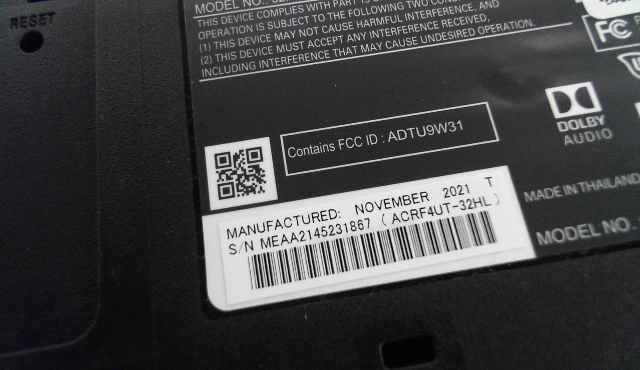 RESET
MODEL NO.
THIS DEVICE COMPLIES WITH PART 15
OPERATION IS SUBJECT TO THE FOLLOWING TWO
(1) THIS DEVICE MAY NOT CAUSE HARMFUL INTERFERENCE, AND
(2) THIS DEVICE MUST ACCEPT ANY INTERFERENCE RECEIVED,
INCLUDING INTERFERENCE THAT MAY CAUSE UNDESIRED OPERATION.
FC
DOLBY
AUDIO
Contains FCC ID : ADTU9W31
MANUFACTURED: NOVEMBER 2021 T
S/N MEAA2145231867 ( ACRF4UT-32HL )
MADE IN THAILAND
MODEL NO.